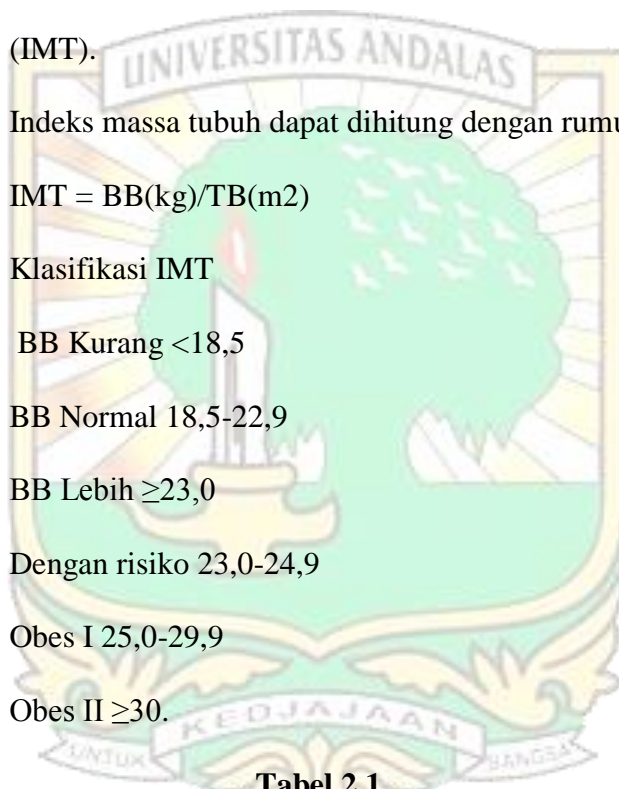 (IMT).
UNIVERSITAS ANDALAS
Indeks massa tubuh dapat dihitung dengan
IMT = BB(kg)/TB(m2)
Klasifikasi IMT
BB Kurang <18,5
BB Normal 18,5-22,9
BB Lebih ≥23,0
Dengan risiko 23,0-24,9
Obes I 25,0-29,9
Obes II ≥30.
KEDJAJAAN
UNTUK BANGSA
Tabel 2.1